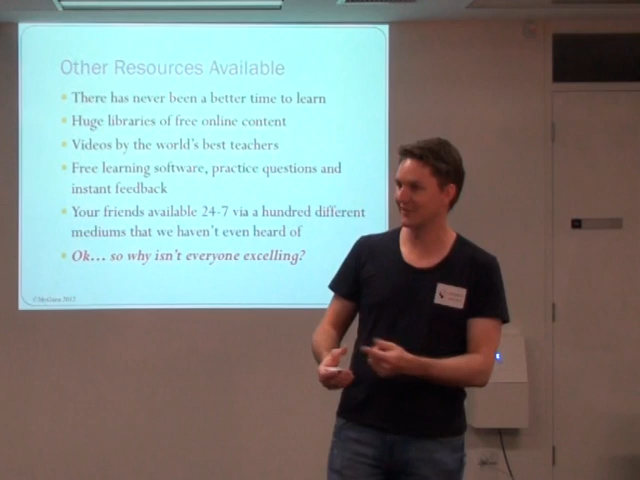 Other Resources Available
There has never been a better time to learn
Huge libraries of free online content
Videos by the world's best teachers
Free learning software, practice questions and
instant feedback
Your friends available 24-7 via a hundred different
mediums that we haven't even heard of
Ok... so why isn't everyone excelling?